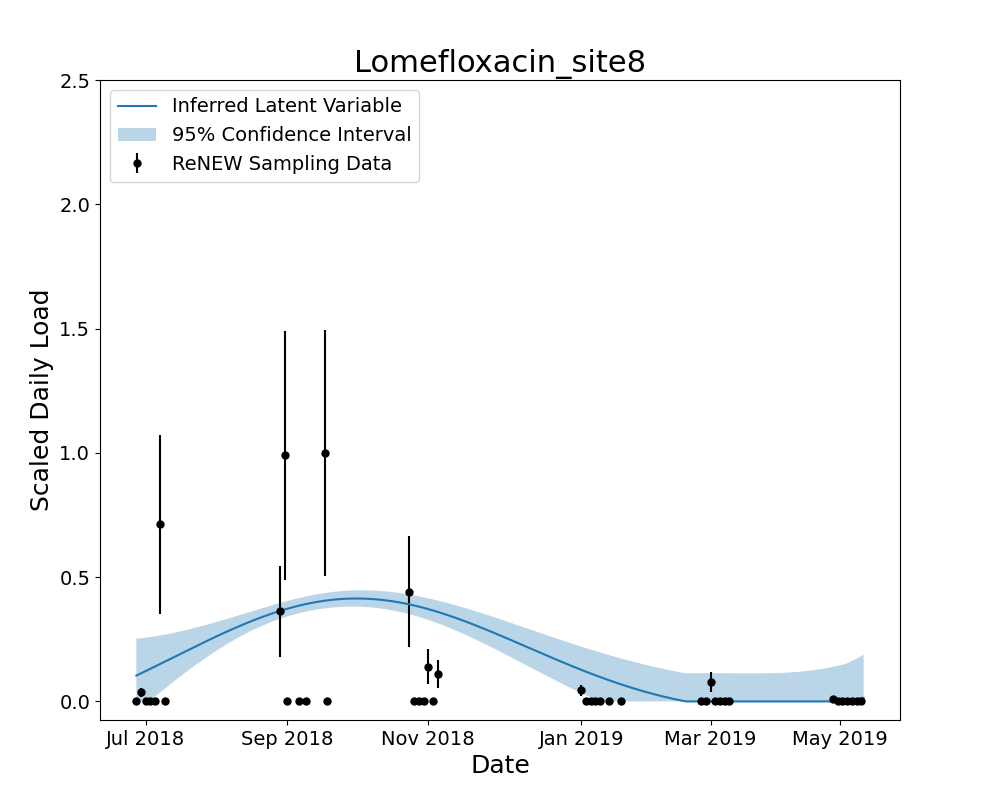 Lomefloxacin_site8
2.5
2.0
1.5
1.0
0.5
0.0
Scaled Daily Load
Inferred Latent Variable
95% Confidence Interval
ReNEW Sampling Data
Jul 2018 Sep 2018 Nov 2018 Jan 2019 Mar 2019 May 2019
Date